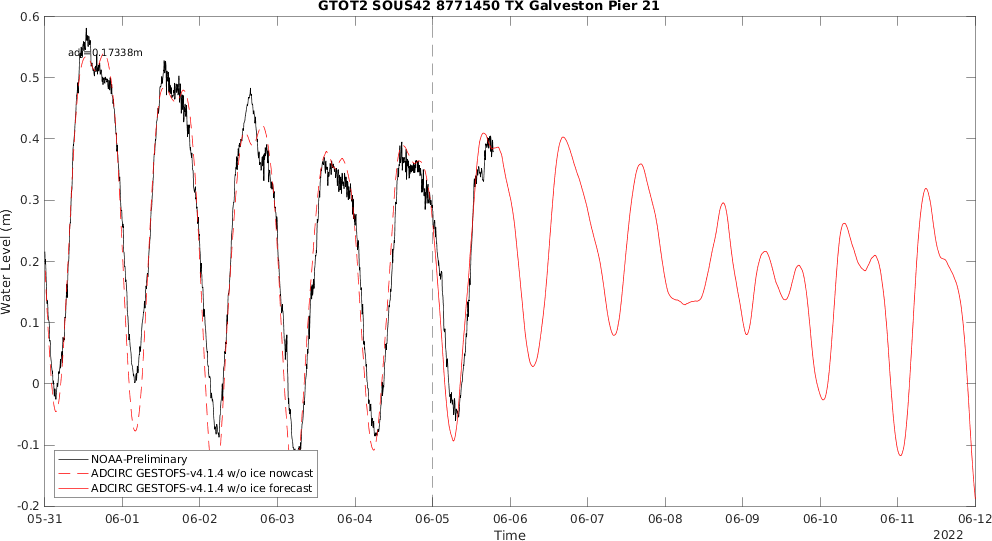 GTOT2 SOUS42 8771450 TX Galveston Pier 21
0.6
adj=0.17338m
0.5
0.4
0.3
0.2
0.1
0
-0.1
-0.2
Water Level (m)
NOAA-Preliminary
ADCIRC GESTOFS-v4.1.4 w/o ice nowcast
ADCIRC GESTOFS-v4.1.4 w/o ice forecast
05-31 06-01 06-02 06-03 06-04 06-05 06-06 06-07 06-08 06-09 06-10 06-11 06-12
Time
2022